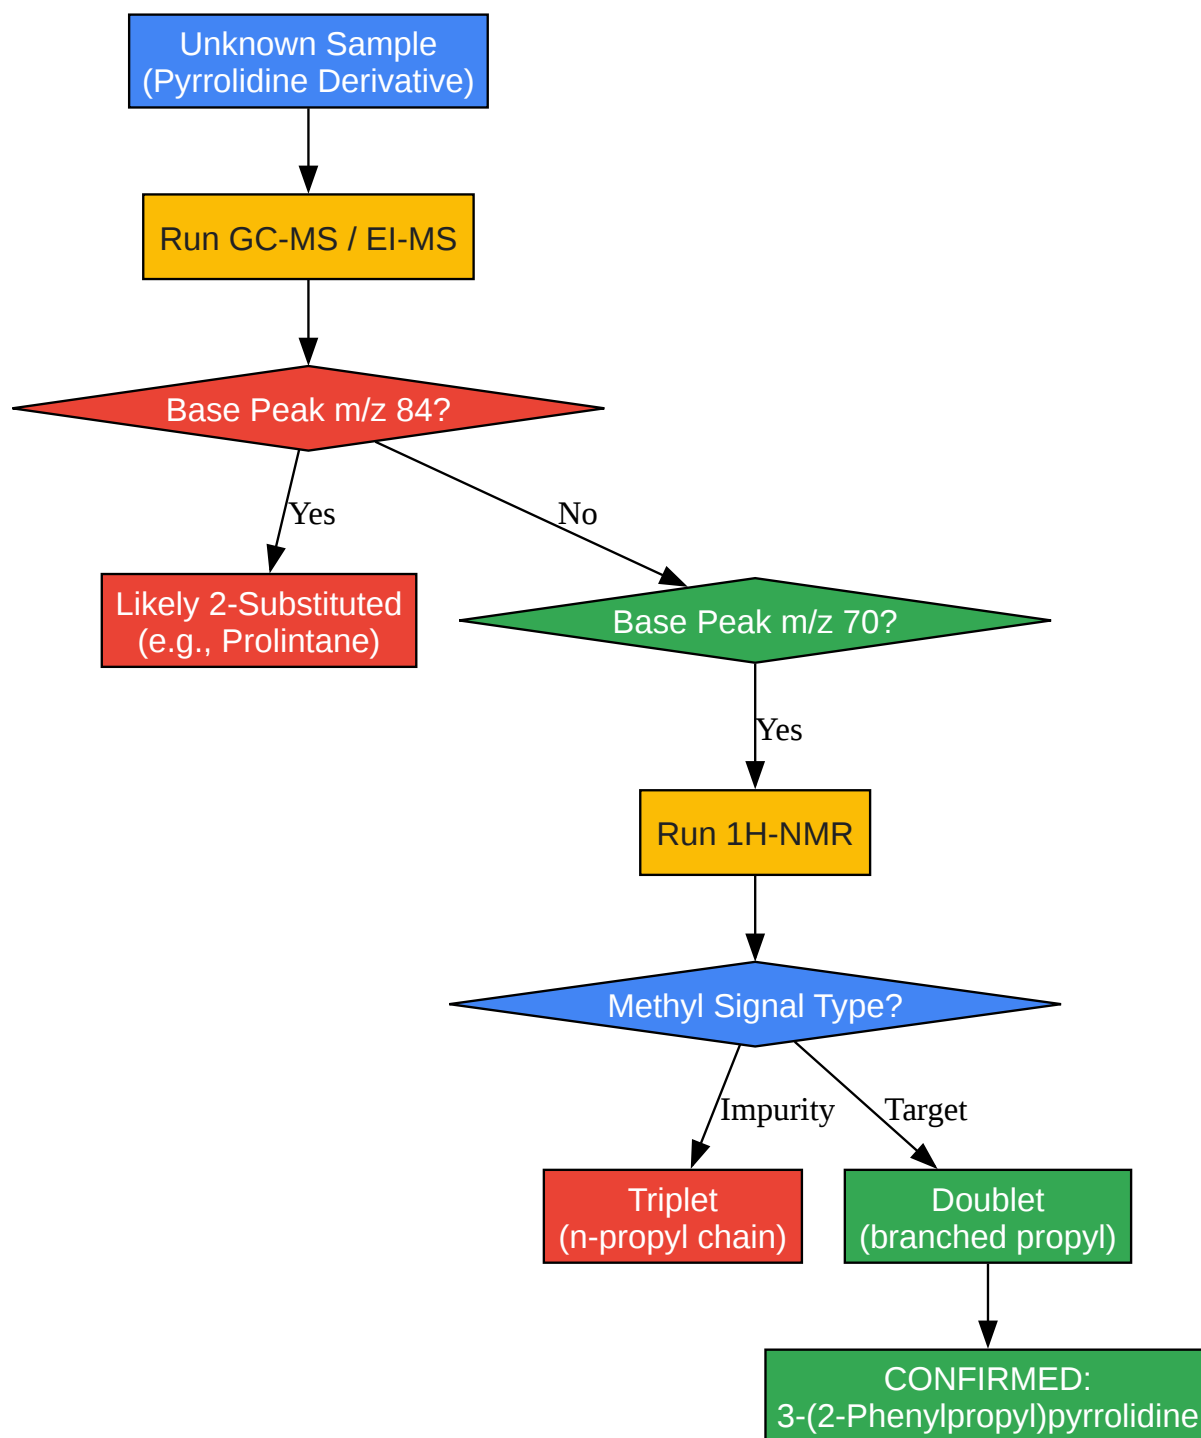 Unknown Sample
(Pyrrolidine Derivative)
Run GC-MS / EI-MS
Base Peak m/z 84?
Yes
No
Likely 2-Substituted
(e.g., Prolintane)
Base Peak m/z 70?
Yes
Run 1H-NMR
Methyl Signal Type?
Impurity
Target
Triplet
(n-propyl chain)
Doublet
(branched propyl)
CONFIRMED:
3-(2-Phenylpropyl)pyrrolidine